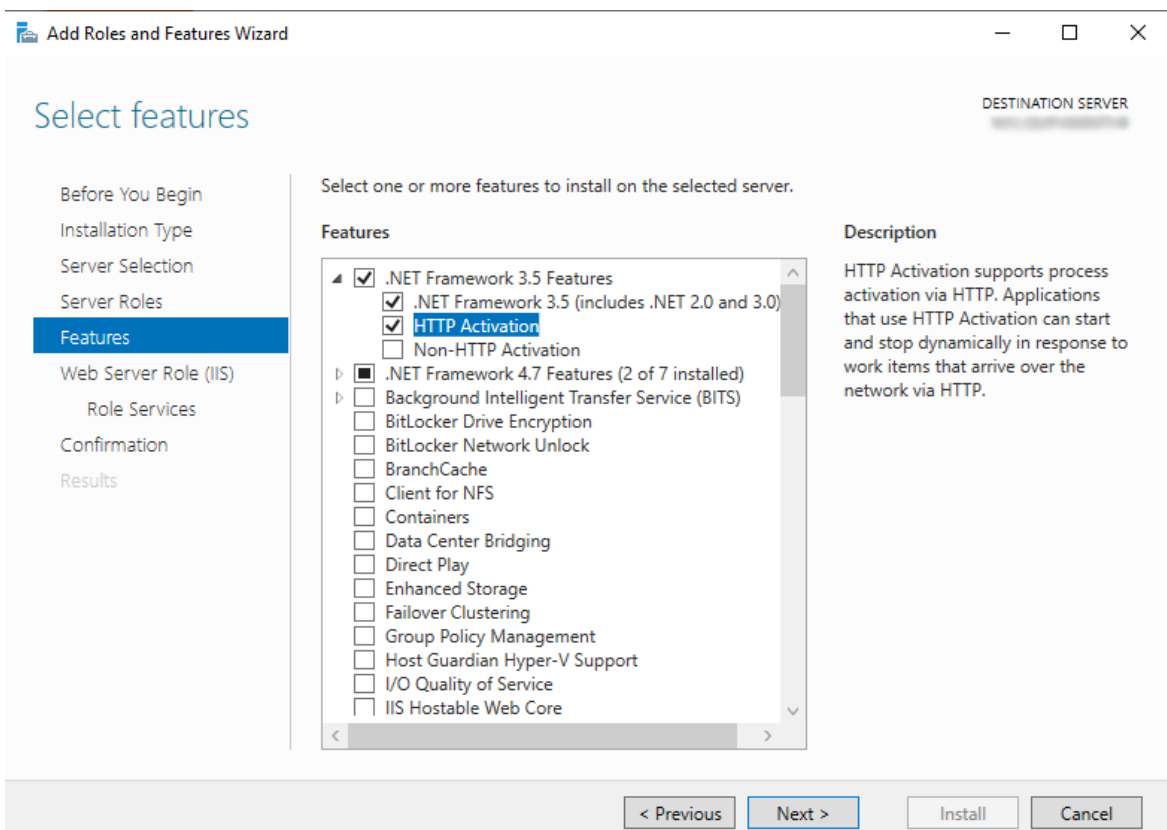 Add Roles and Features Wizard
Select features
DESTINATION SERVER
Before You Begin
Installation Type
Server Selection
Server Roles
Features
Web Server Role (IIS)
Role Services
Confirmation
Results
Select one or more features to install on the selected server.
Features
.NET Framework 3.5 Features
.NET Framework 3.5 (includes .NET 2.0 and 3.0)
HTTP Activation
Non-HTTP Activation
.NET Framework 4.7 Features (2 of 7 installed)
Background Intelligent Transfer Service (BITS)
BitLocker Drive Encryption
BitLocker Network Unlock
BranchCache
Client for NFS
Containers
Data Center Bridging
Direct Play
Enhanced Storage
Failover Clustering
Group Policy Management
Host Guardian Hyper-V Support
I/O Quality of Service
IIS Hostable Web Core
Description
HTTP Activation supports process
activation via HTTP. Applications
that use HTTP Activation can start
and stop dynamically in response to
work items that arrive over the
network via HTTP.
< Previous
Next >
Install
Cancel